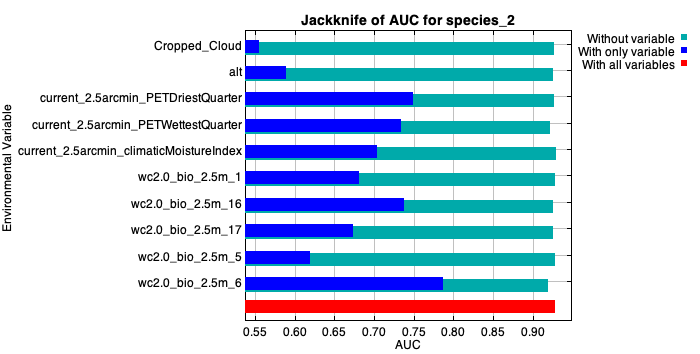 Jackknife of AUC for species_2
Without variable
With only variable
With all variables
Environmental Variable
Cropped_Cloud
alt
current_2.5arcmin_PETDriestQuarter
current_2.5arcmin_PETWettestQuarter
current_2.5arcmin_climaticMoistureIndex
wc2.0_bio_2.5m_1
wc2.0_bio_2.5m_16
wc2.0_bio_2.5m_17
wc2.0_bio_2.5m_5
wc2.0_bio_2.5m_6
0.55 0.60 0.65 0.70 0.75 0.80 0.85 0.90
AUC